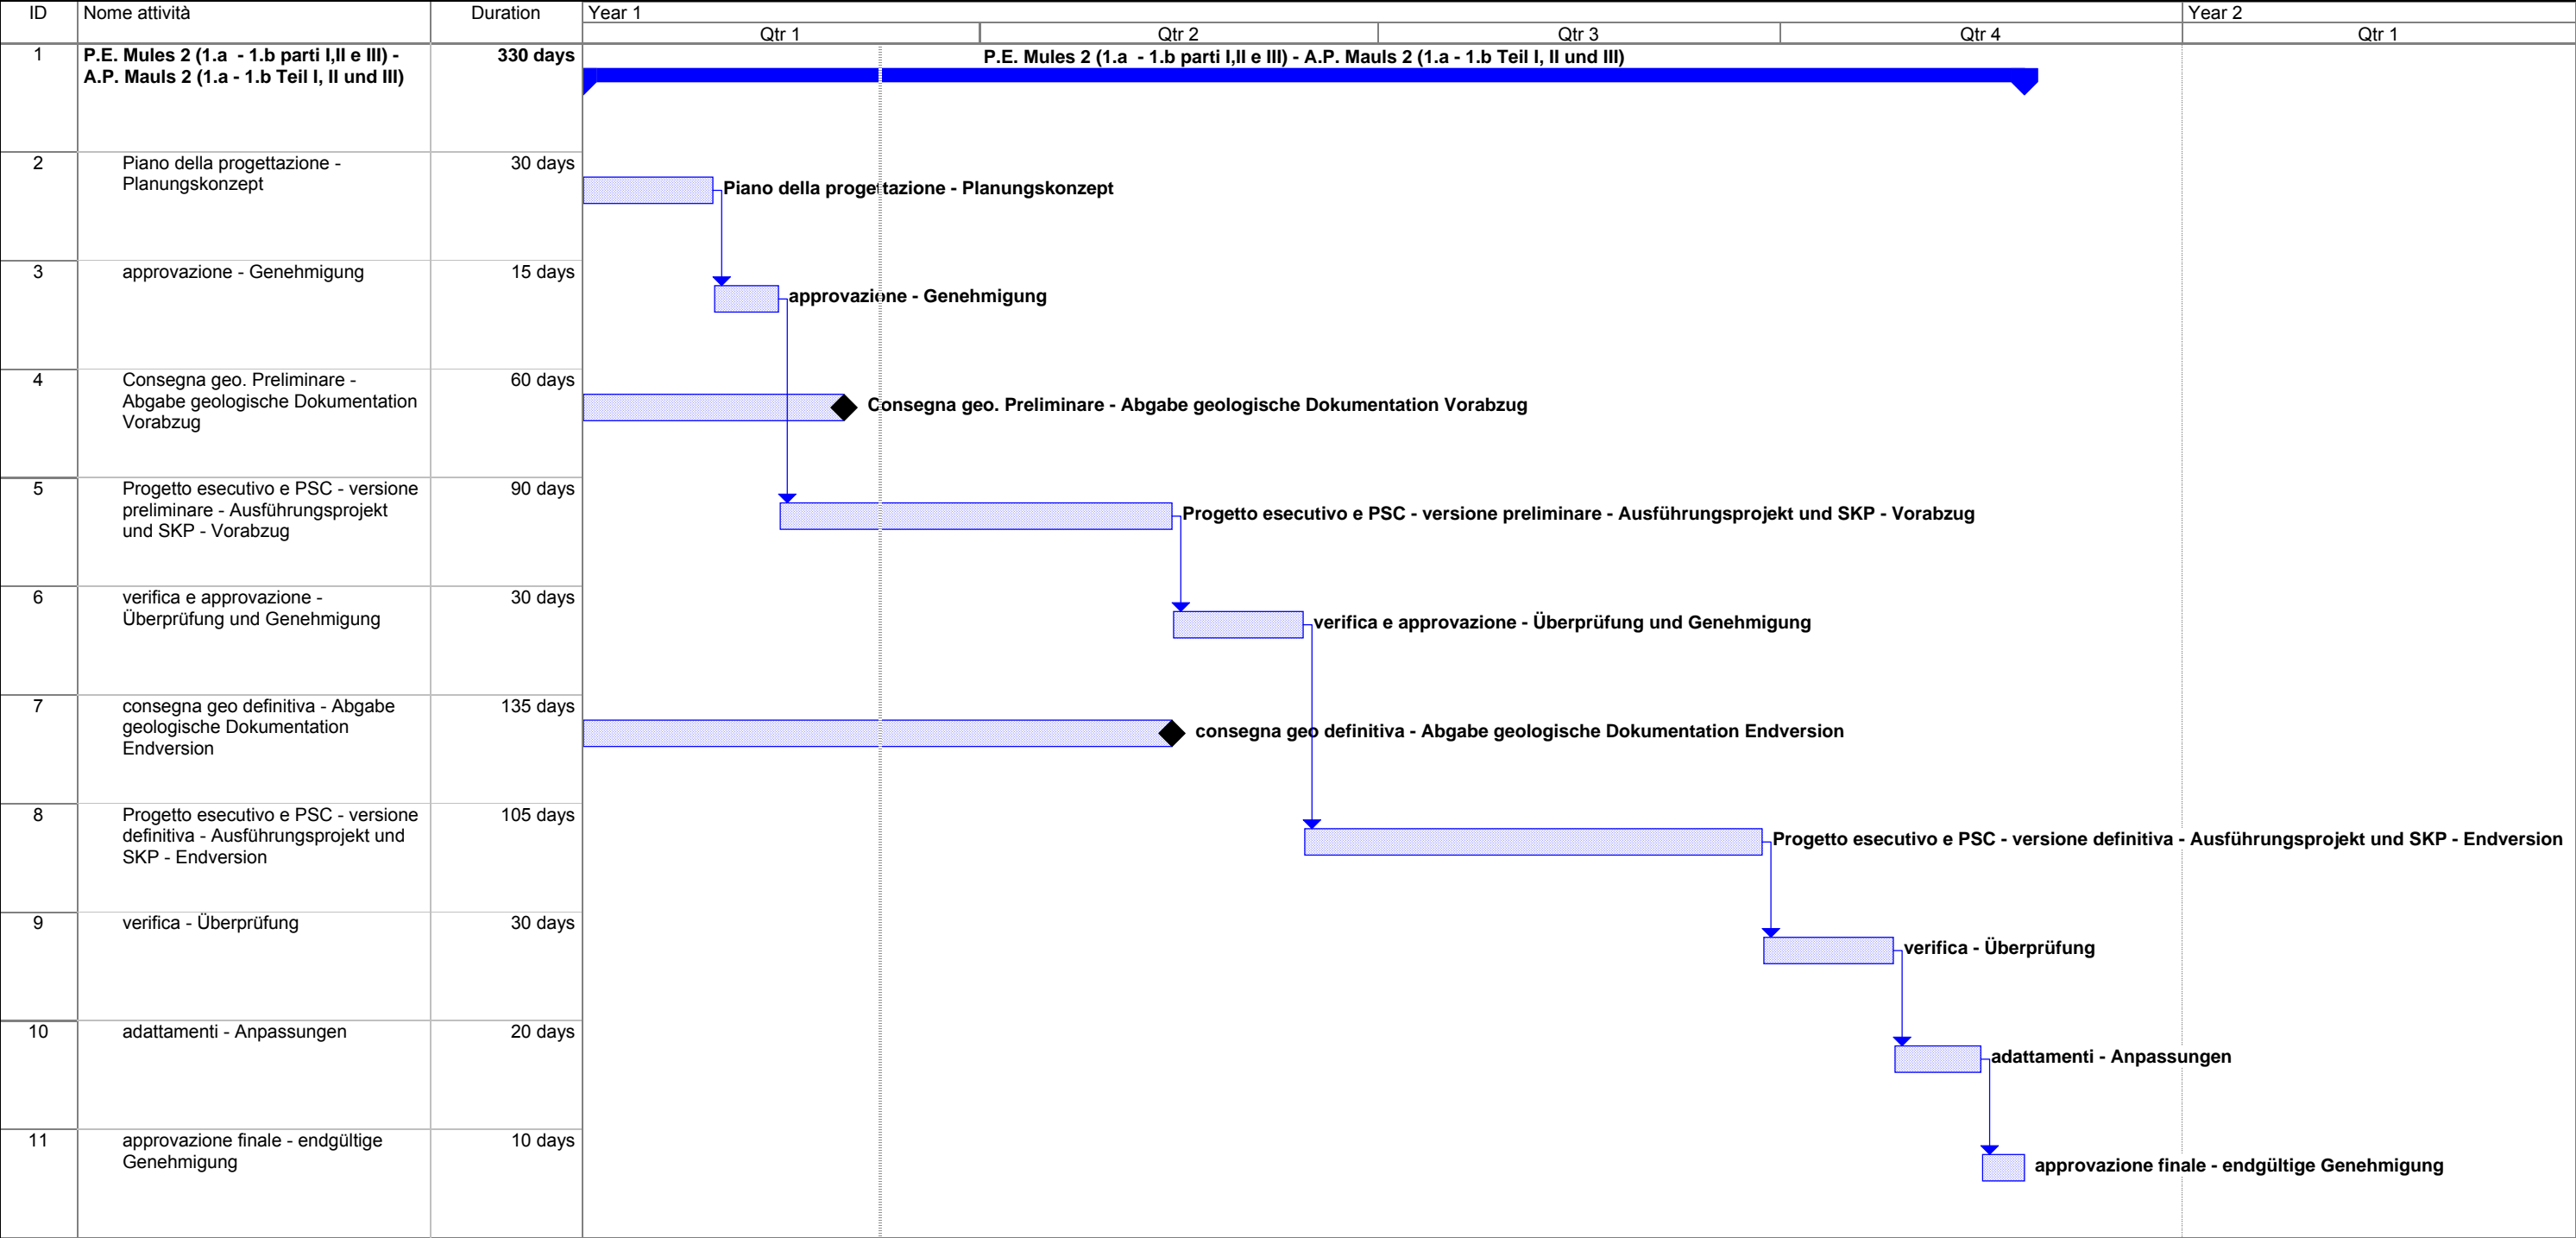 ID Nome attività Duration Year 1 Year 2
Qtr 1 Qtr 2 Qtr 3 Qtr 4 Qtr 1
1 P.E. Mules 2 (1.a - 1.b parti I,II e III) - 330 days
A.P. Mauls 2 (1.a - 1.b Teil I, II und III)
P.E. Mules 2 (1.a - 1.b parti I,II e III) - A.P. Mauls 2 (1.a - 1.b Teil I, II und III)
2 Piano della progettazione - 30 days
Planungskonzept
Piano della progettazione - Planungskonzept
3 approvazione - Genehmigung 15 days
approvazione - Genehmigung
4 Consegna geo. Preliminare - 60 days
Abgabe geologische Dokumentation
Vorabzug
Consegna geo. Preliminare - Abgabe geologische Dokumentation Vorabzug
5 Progetto esecutivo e PSC - versione 90 days
preliminare - Ausführungsprojekt
und SKP - Vorabzug
Progetto esecutivo e PSC - versione preliminare - Ausführungsprojekt und SKP - Vorabzug
6 verifica e approvazione - 30 days
Überprüfung und Genehmigung
verifica e approvazione - Überprüfung und Genehmigung
7 consegna geo definitiva - Abgabe 135 days
geologische Dokumentation
Endversion
consegna geo definitiva - Abgabe geologische Dokumentation Endversion
8 Progetto esecutivo e PSC - versione 105 days
definitiva - Ausführungsprojekt und
SKP - Endversion
Progetto esecutivo e PSC - versione definitiva - Ausführungsprojekt und SKP - Endversion
9 verifica - Überprüfung 30 days
verifica - Überprüfung
10 adattamenti - Anpassungen 20 days
adattamenti - Anpassungen
11 approvazione finale - endgültige 10 days
Genehmigung
approvazione finale - endgültige Genehmigung